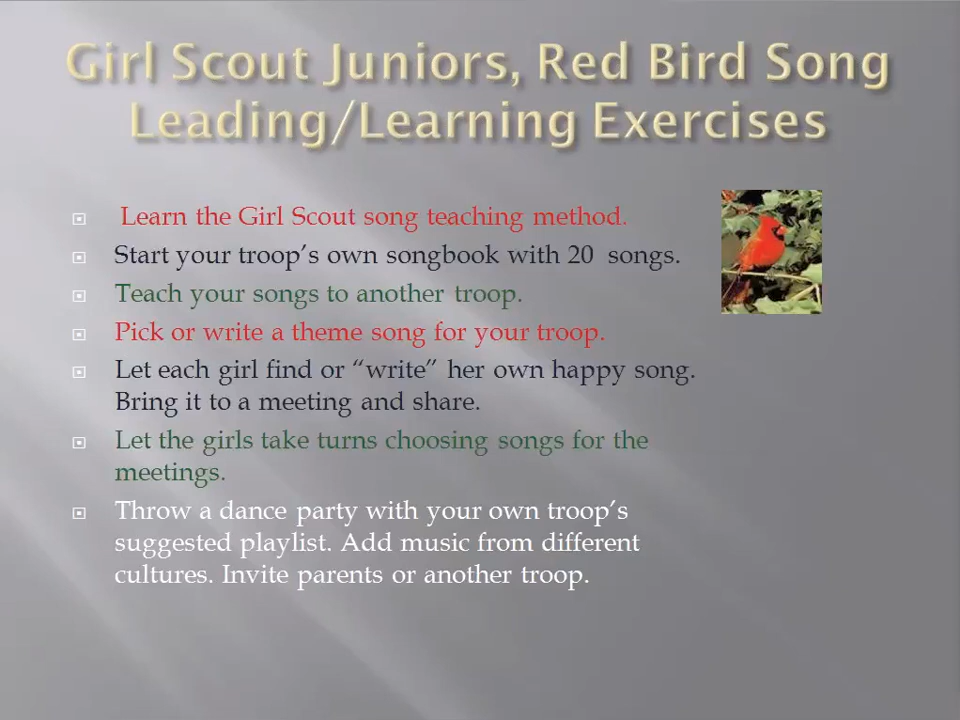 Girl Scout Juniors, Red Bird Song
Leading/Learning Exercises
Learn the Girl Scout song teaching method.
Start your troop’s own songbook with 20 songs.
Teach your songs to another troop.
Pick or write a theme song for your troop.
Let each girl find or “write” her own happy song.
Bring it to a meeting and share.
Let the girls take turns choosing songs for the
meetings.
Throw a dance party with your own troop’s
suggested playlist. Add music from different
cultures. Invite parents or another troop.